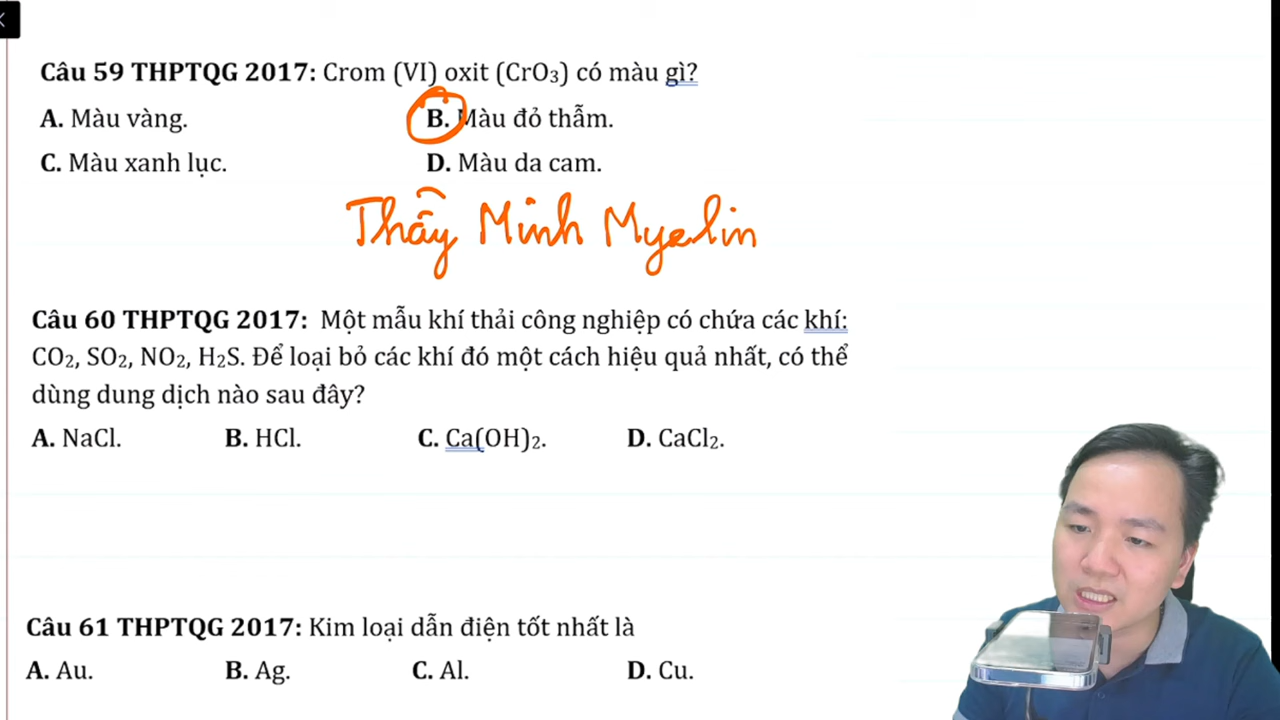 Câu 59 THPTQG 2017: Crom (VI) oxit (CrO₃) có màu gì?
A. Màu vàng. B. Màu đỏ thẫm.
C. Màu xanh lục. D. Màu da cam.
Thầy Minh Myelin
Câu 60 THPTQG 2017: Một mẫu khí thải công nghiệp có chứa các khí:
CO₂, SO₂, NO₂, H₂S. Để loại bỏ các khí đó một cách hiệu quả nhất, có thể
dùng dung dịch nào sau đây?
A. NaCl. B. HCl. C. Ca(OH)₂. D. CaCl₂.
Câu 61 THPTQG 2017: Kim loại dẫn điện tốt nhất là
A. Au. B. Ag. C. Al. D. Cu.